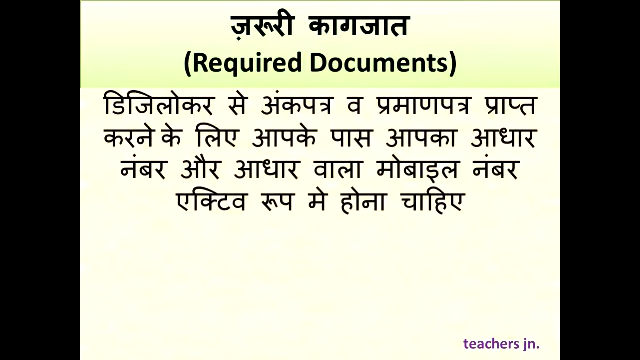 ज़रूरी कागजात
(Required Documents)
डिजिलोकर से अंकपत्र व प्रमाणपत्र प्राप्त
करने के लिए आपके पास आपका आधार
नंबर और आधार वाला मोबाइल नंबर
एक्टिव रूप मे होना चाहिए
teachers jn.